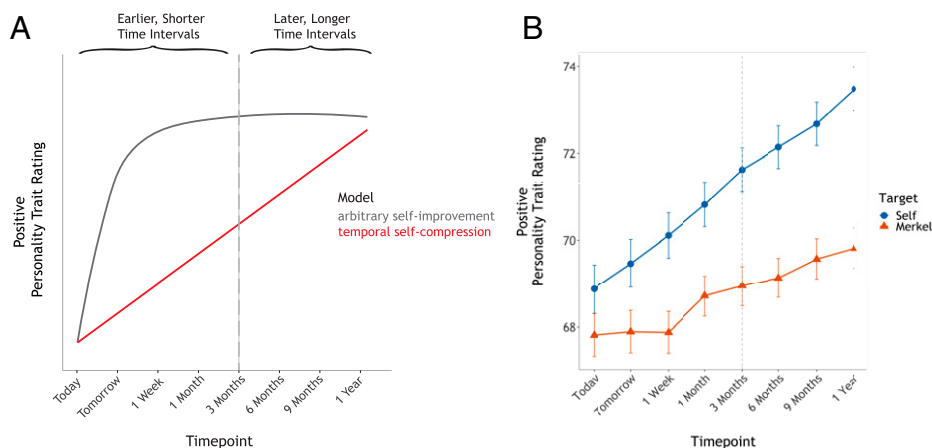 A
Earlier, Shorter
Time Intervals
Later, Longer
Time Intervals
Positive
Personality Trait Rating
Model
arbitrary self-improvement
temporal self-compression
Today
Tomorrow
1 Week
1 Month
3 Months
6 Months
9 Months
1 Year
Timepoint
B
Positive
Personality Trait Rating
74
72
70
68
Target
Self
Merkel
Today
Tomorrow
1 Week
1 Month
3 Months
6 Months
9 Months
1 Year
Timepoint